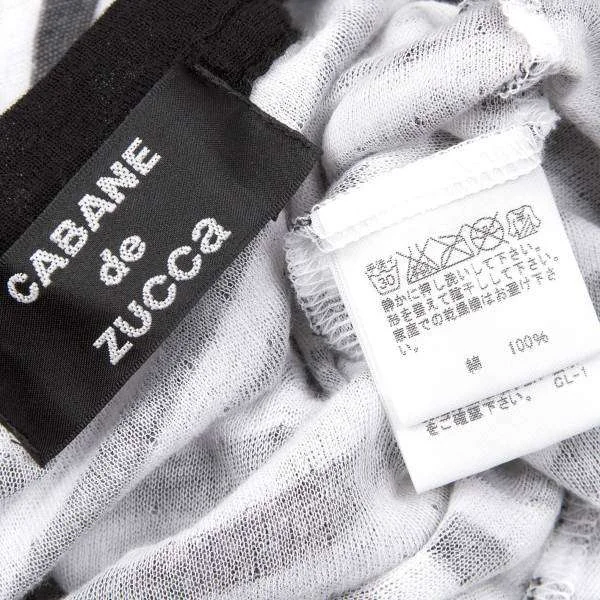 CABANE
de
ZUCCa
手洗イ
30
静かに押し洗いして下さい。
形を整えて陰干しして下さい。
家庭での乾燥機はお避け下さ
い。
綿 100%
をご確認下さい。 GL-1